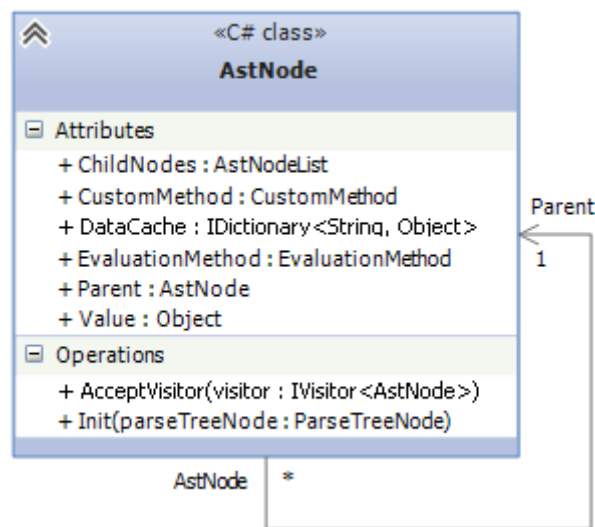 «C# class»
AstNode
Attributes
+ ChildNodes : AstNodeList
+ CustomMethod : CustomMethod
+ DataCache : IDictionary<String, Object>
+ EvaluationMethod : EvaluationMethod
+ Parent : AstNode
+ Value : Object
Operations
+ AcceptVisitor(visitor : IVisitor<AstNode>)
+ Init(parseTreeNode : ParseTreeNode)
Parent
1
AstNode *